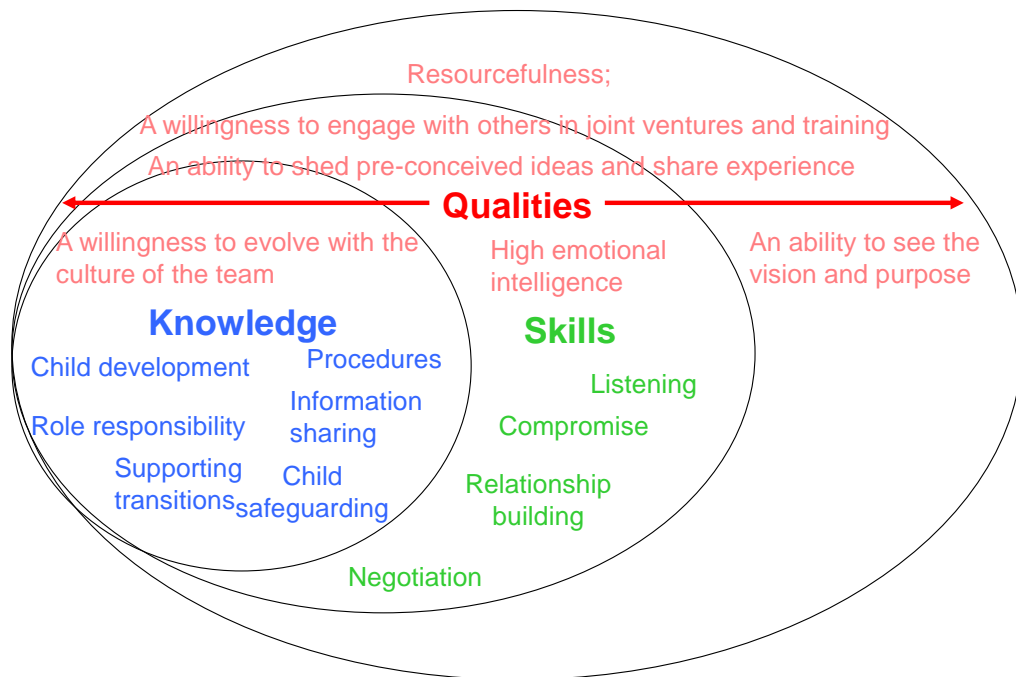 Resourcefulness;
A willingness to engage with others in joint ventures and training
An ability to shed pre-conceived ideas and share experience
Qualities
A willingness to evolve with the
culture of the team
High emotional
intelligence
An ability to see the
vision and purpose
Knowledge
Child development
Procedures
Role responsibility
Information
sharing
Supporting
transitions
Child
safeguarding
Skills
Listening
Compromise
Relationship
building
Negotiation